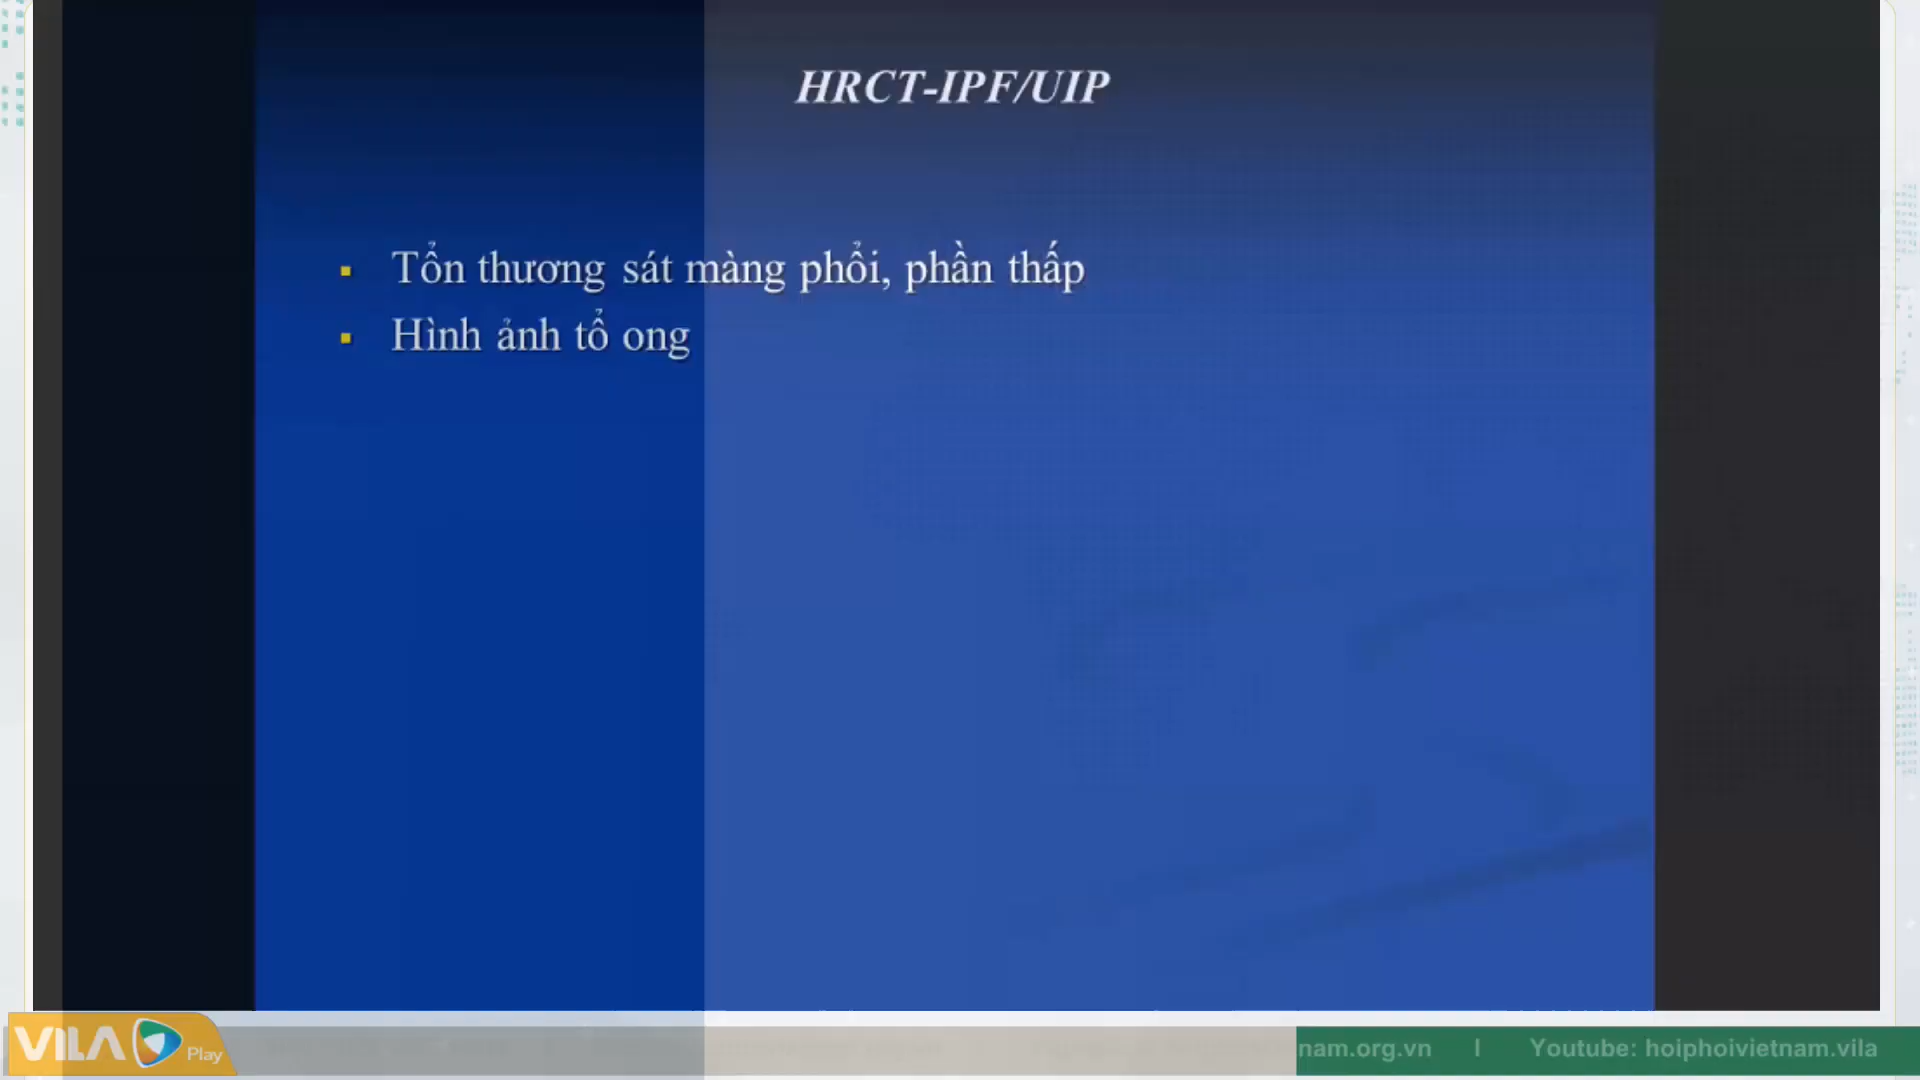 HRCT-IPF/UIP
Tổn thương sát màng phổi, phần thấp
Hình ảnh tổ ong
VILA Play
nam.org.vn | Youtube: hoiphoivietnam.vila